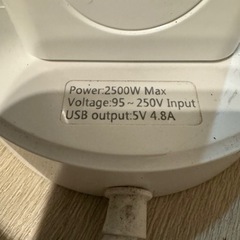 Power:2500W Max
Voltage:95~250V Input
USB output:5V 4.8A